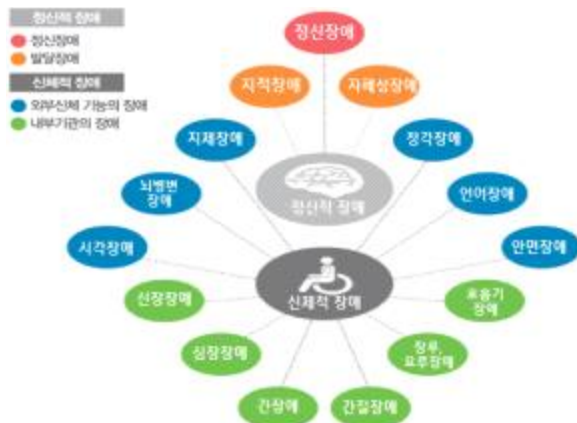 정신적 장애
정신장애
발달장애
신체적 장애
외부신체 기능의 장애
내부기관의 장애
정신장애
지적장애
자폐성장애
지체장애
청각장애
정신적 장애
뇌병변
장애
언어장애
시각장애
안면장애
신체적 장애
신장장애
호흡기
장애
심장장애
장루,
요루장애
간장애
간질장애